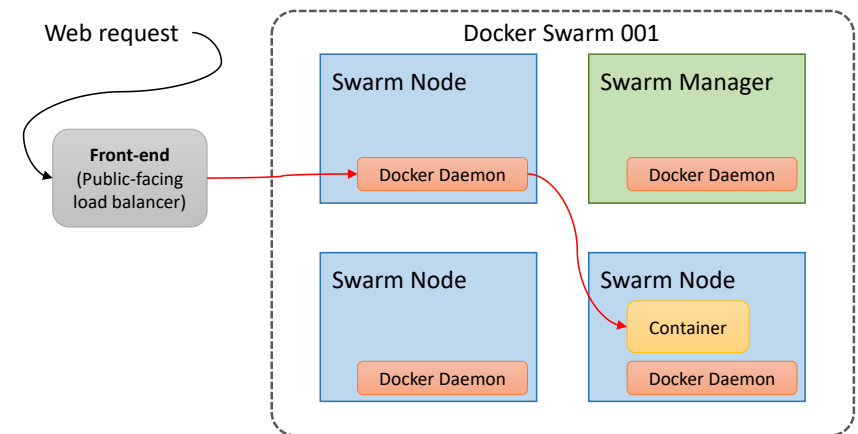 Web request
Docker Swarm 001
Swarm Node
Swarm Manager
Front-end
(Public-facing
load balancer)
Docker Daemon
Docker Daemon
Swarm Node
Swarm Node
Container
Docker Daemon
Docker Daemon